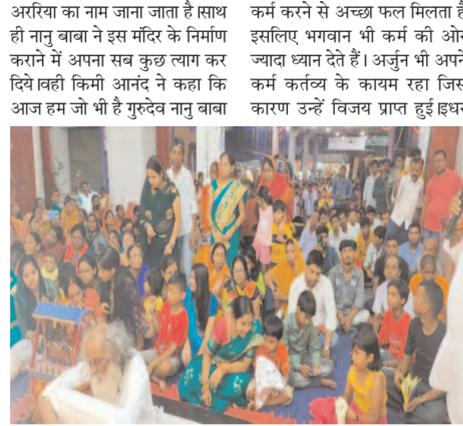 अररिया का नाम जाना जाता है।साथ
ही नानु बाबा ने इस मंदिर के निर्माण
कराने में अपना सब कुछ त्याग कर
दिये।वही किमी आनंद ने कहा कि
आज हम जो भी है गुरुदेव नानु बाबा
कर्म करने से अच्छा फल मिलता है
इसलिए भगवान भी कर्म की ओर
ज्यादा ध्यान देते हैं। अर्जुन भी अपने
कर्म कर्तव्य के कायम रहा जिस
कारण उन्हें विजय प्राप्त हुई।इधर